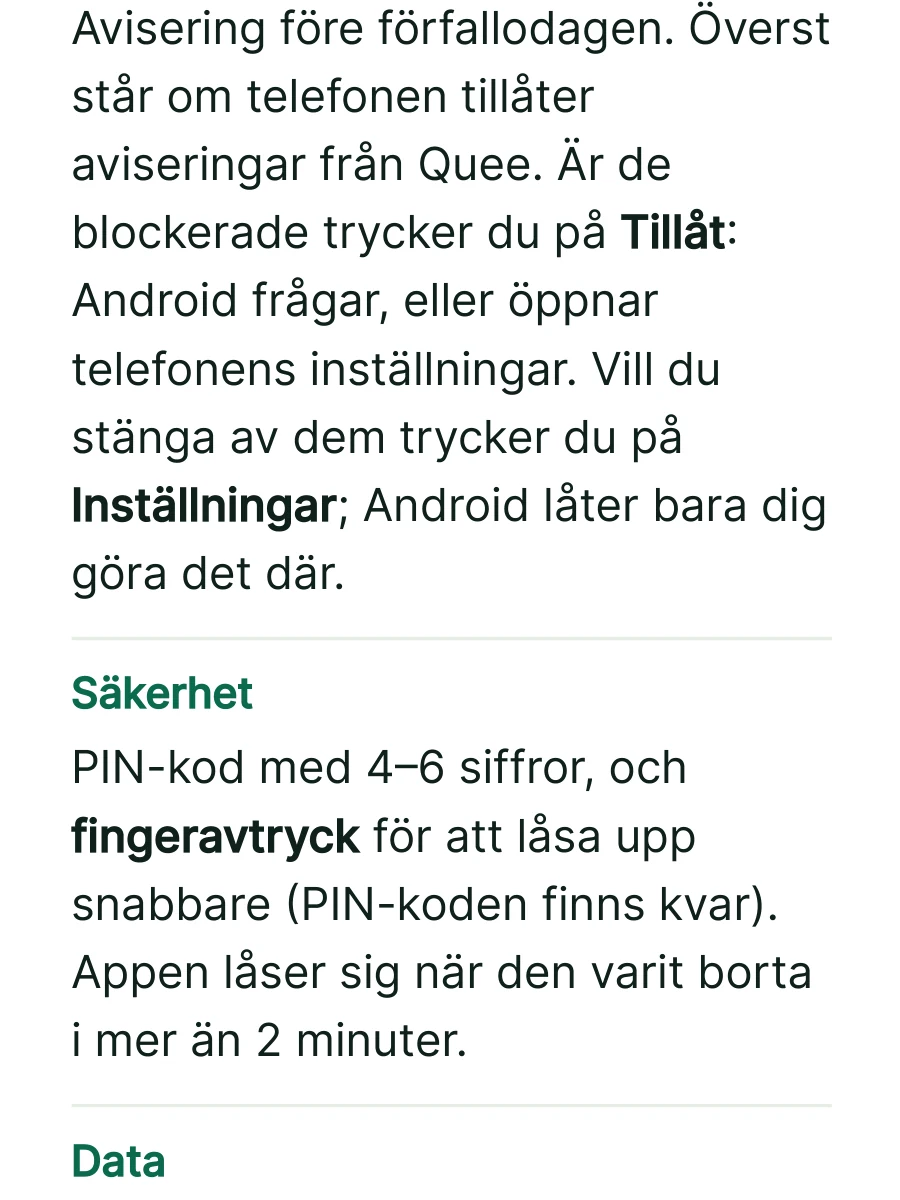 Avisering före förfallodagen. Överst
står om telefonen tillåter
aviseringar från Quee. Är de
blockerade trycker du på Tillåt:
Android frågar, eller öppnar
telefonens inställningar. Vill du
stänga av dem trycker du på
Inställningar; Android låter bara dig
göra det där.
Säkerhet
PIN-kod med 4–6 siffror, och
fingeravtryck för att låsa upp
snabbare (PIN-koden finns kvar).
Appen låser sig när den varit borta
i mer än 2 minuter.
Data